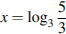 x = log₃ 5/3